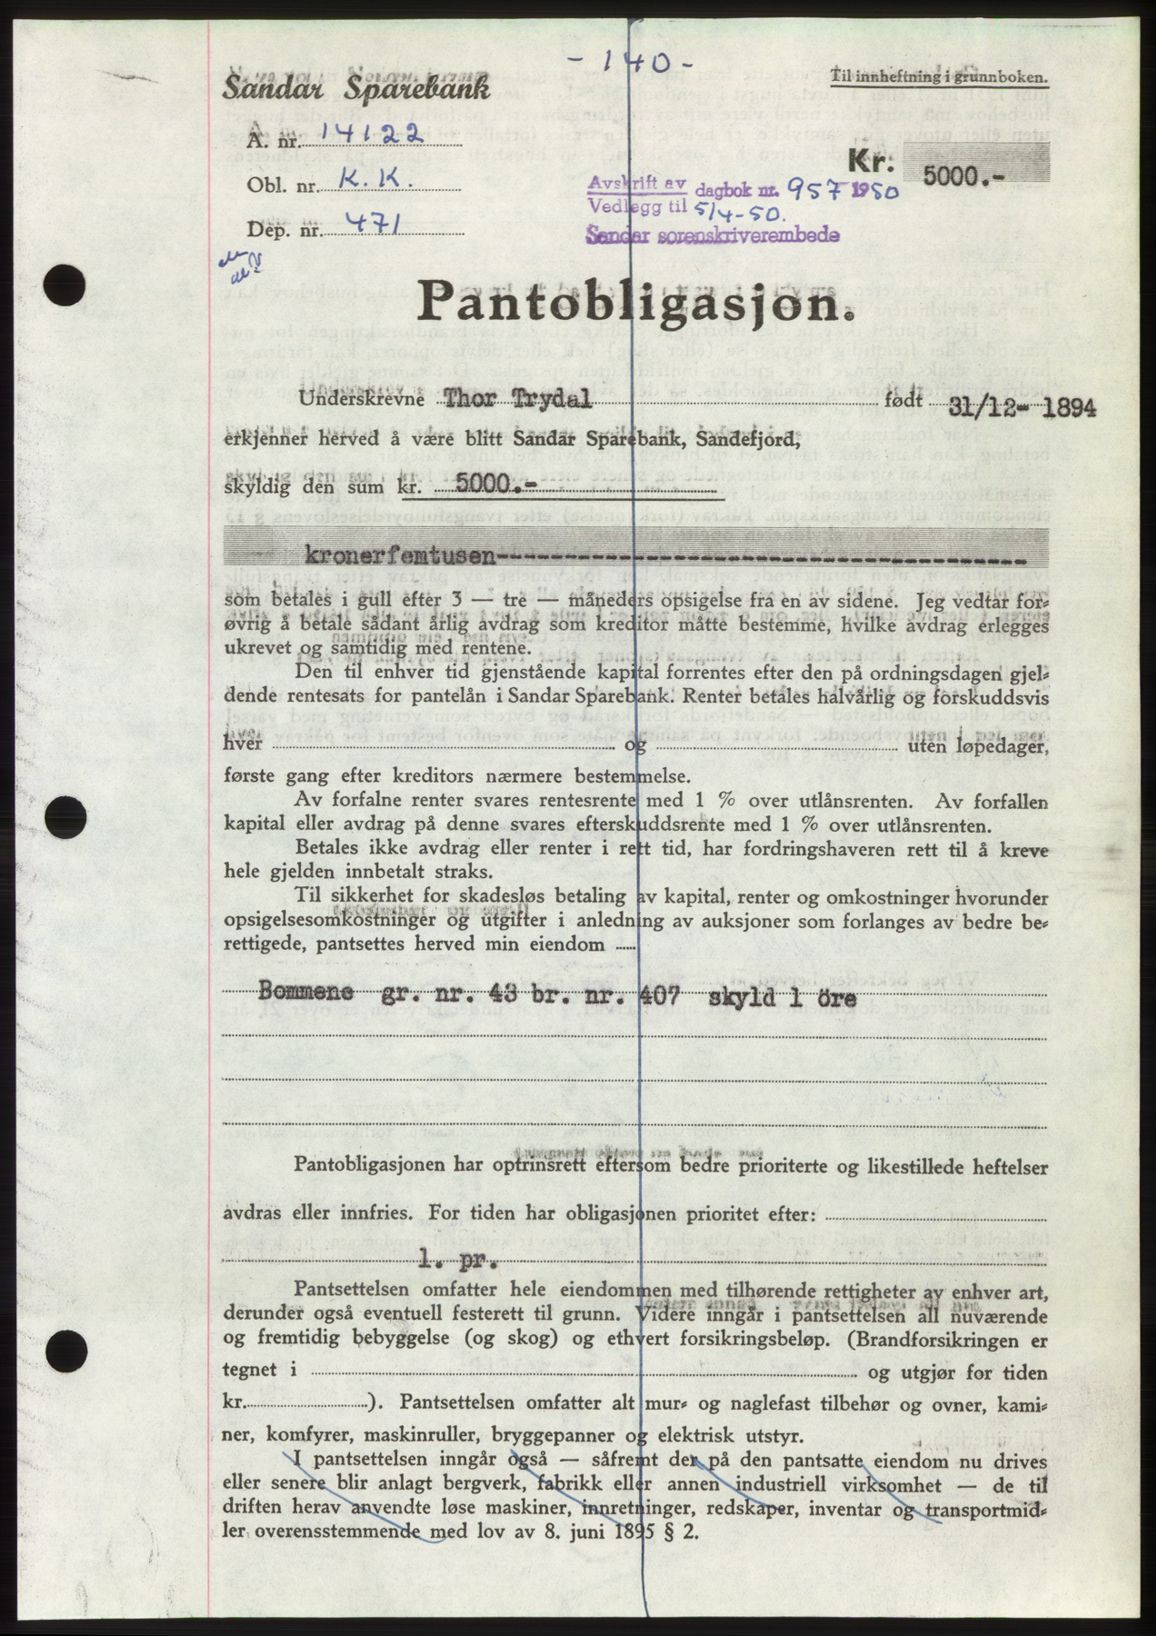 - 140 -
Til innheftning i grunnboken.
Sandar Sparebank
A. nr. 14122
Kr. 5000.-
Obl. nr. K. K.
Avskrift av dagbok nr. 957 1950
Vedlegg til 5/4-50.
Dep. nr. 471
Sandar sorenskriverembede
Pantobligasjon.
Underskrevne Thor Trydal født 31/12- 1894
erkjenner herved å være blitt Sandar Sparebank, Sandefjord,
skyldig den sum kr. 5000.-
kronerfemtusen----------------------------------------
som betales i gull efter 3 — tre — måneders opsigelse fra en av sidene. Jeg vedtar for-
øvrig å betale sådant årlig avdrag som kreditor måtte bestemme, hvilke avdrag erlegges
ukrevet og samtidig med rentene.
Den til enhver tid gjenstående kapital forrentes efter den på ordningsdagen gjel-
dende rentesats for pantelån i Sandar Sparebank. Renter betales halvårlig og forskuddsvis
hver og uten løpedager,
første gang efter kreditors nærmere bestemmelse.
Av forfalne renter svares rentesrente med 1 % over utlånsrenten. Av forfallen
kapital eller avdrag på denne svares efterskuddsrente med 1 % over utlånsrenten.
Betales ikke avdrag eller renter i rett tid, har fordringshaveren rett til å kreve
hele gjelden innbetalt straks.
Til sikkerhet for skadesløs betaling av kapital, renter og omkostninger hvorunder
opsigelsesomkostninger og utgifter i anledning av auksjoner som forlanges av bedre be-
rettigede, pantsettes herved min eiendom
Bommene gr. nr. 43 br. nr. 407 skyld 1 öre
Pantobligasjonen har optrinsrett eftersom bedre prioriterte og likestillede heftelser
avdras eller innfries. For tiden har obligasjonen prioritet efter:
1. pr.
Pantsettelsen omfatter hele eiendommen med tilhørende rettigheter av enhver art,
derunder også eventuell festerett til grunn. Videre inngår i pantsettelsen all nuværende
og fremtidig bebyggelse (og skog) og ethvert forsikringsbeløp. (Brandforsikringen er
tegnet i og utgjør for tiden
kr. ). Pantsettelsen omfatter alt mur- og naglefast tilbehør og ovner, kami-
ner, komfyrer, maskinruller, bryggepanner og elektrisk utstyr.
I pantsettelsen inngår også — såfremt der på den pantsatte eiendom nu drives
eller senere blir anlagt bergverk, fabrikk eller annen industriell virksomhet — de til
driften herav anvendte løse maskiner, innretninger, redskaper, inventar og transportmid-
ler overensstemmende med lov av 8. juni 1895 § 2.